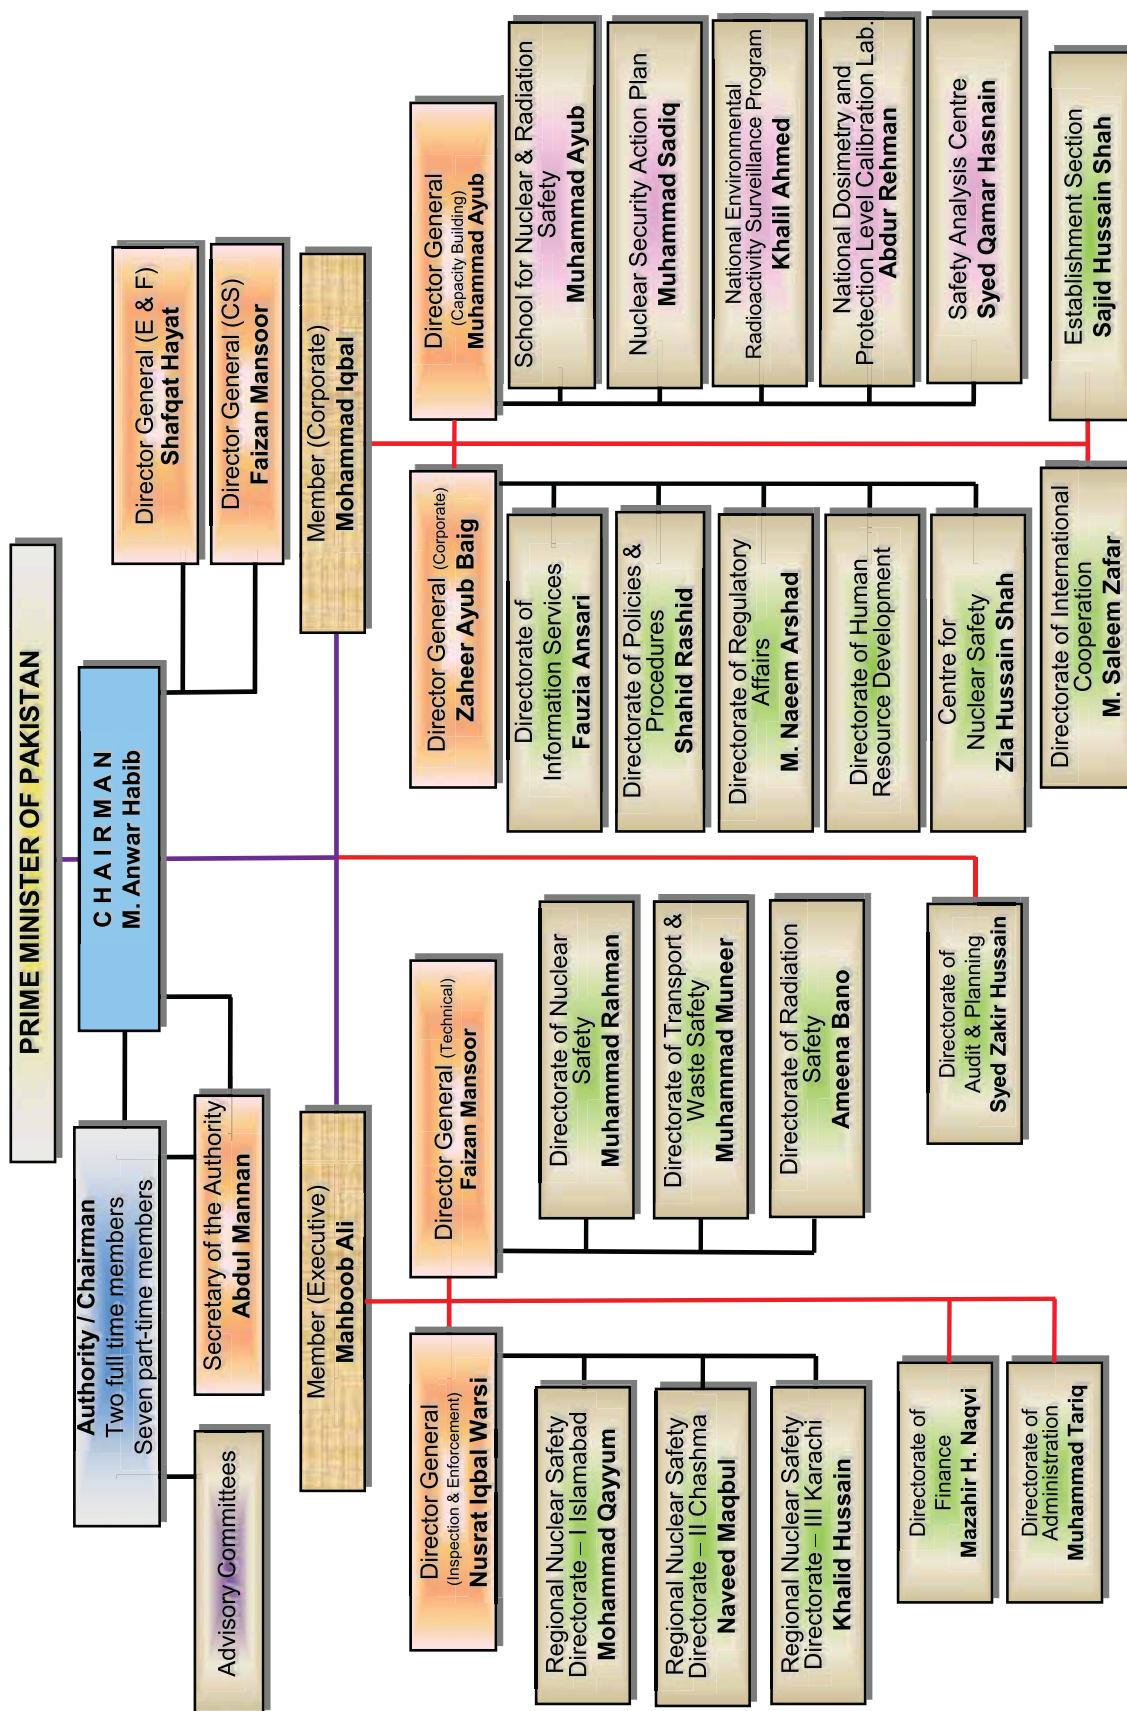 PRIME MINISTER OF PAKISTAN
C H A I R M A N
M. Anwar Habib
Authority / Chairman
Two full time members
Seven part-time members
Advisory Committees
Secretary of the Authority
Abdul Mannan
Director General (E & F)
Shafqat Hayat
Director General (CS)
Faizan Mansoor
Member (Executive)
Mahboob Ali
Member (Corporate)
Mohammad Iqbal
Director General
(Inspection & Enforcement)
Nusrat Iqbal Warsi
Director General (Technical)
Faizan Mansoor
Director General (Corporate)
Zaheer Ayub Baig
Director General
(Capacity Building)
Muhammad Ayub
Regional Nuclear Safety
Directorate – I Islamabad
Mohammad Qayyum
Regional Nuclear Safety
Directorate – II Chashma
Naveed Maqbul
Regional Nuclear Safety
Directorate – III Karachi
Khalid Hussain
Directorate of Nuclear
Safety
Muhammad Rahman
Directorate of Transport &
Waste Safety
Muhammad Muneer
Directorate of Radiation
Safety
Ameena Bano
Directorate of
Information Services
Fauzia Ansari
Directorate of Policies &
Procedures
Shahid Rashid
Directorate of Regulatory
Affairs
M. Naeem Arshad
Directorate of Human
Resource Development
Centre for
Nuclear Safety
Zia Hussain Shah
School for Nuclear & Radiation
Safety
Muhammad Ayub
Nuclear Security Action Plan
Muhammad Sadiq
National Environmental
Radioactivity Surveillance Program
Khalil Ahmed
National Dosimetry and
Protection Level Calibration Lab.
Abdur Rehman
Safety Analysis Centre
Syed Qamar Hasnain
Directorate of
Finance
Mazahir H. Naqvi
Directorate of
Administration
Muhammad Tariq
Directorate of
Audit & Planning
Syed Zakir Hussain
Directorate of International
Cooperation
M. Saleem Zafar
Establishment Section
Sajid Hussain Shah